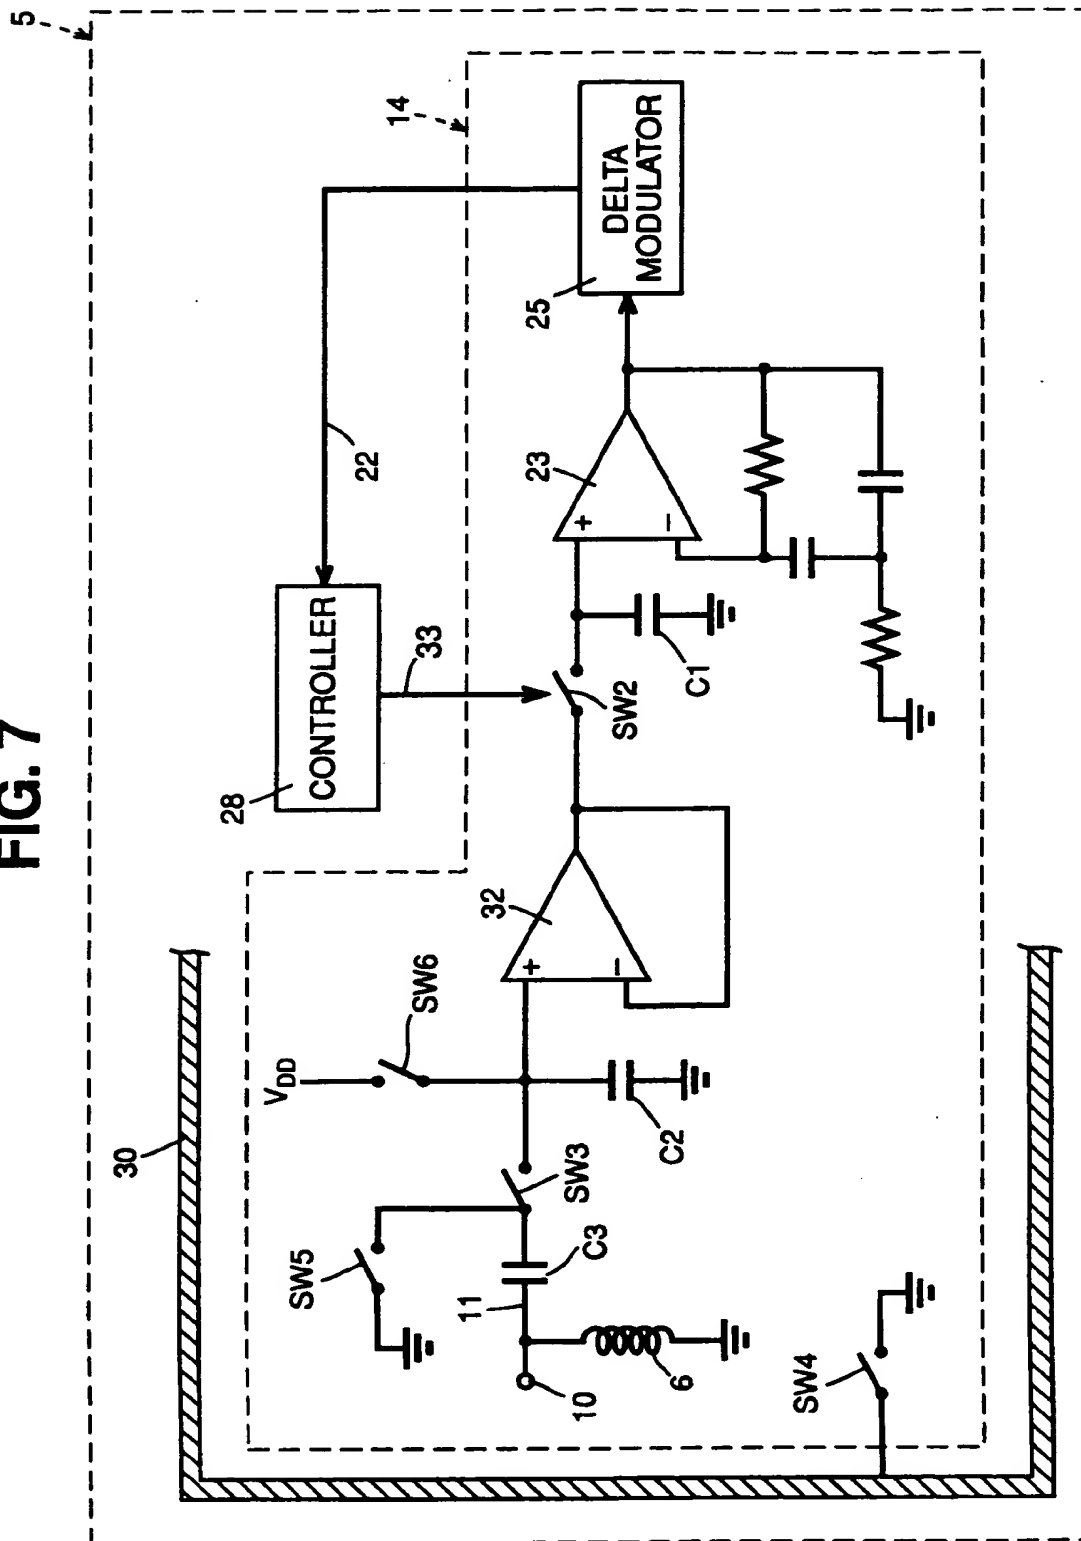 FIG. 7
5
14
30
28
CONTROLLER
22
33
DELTA
MODULATOR
25
23
+
−
32
+
−
VDD
SW6
SW5
SW3
SW2
C1
C2
C3
11
10
6
SW4